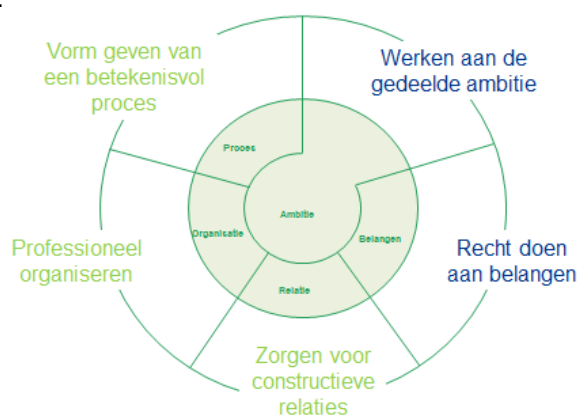 Vorm geven van
een betekenisvol
proces
Werken aan de
gedeelde ambitie
Proces
Ambitie
Organisatie
Belangen
Relatie
Professioneel
organiseren
Recht doen
aan belangen
Zorgen voor
constructieve
relaties